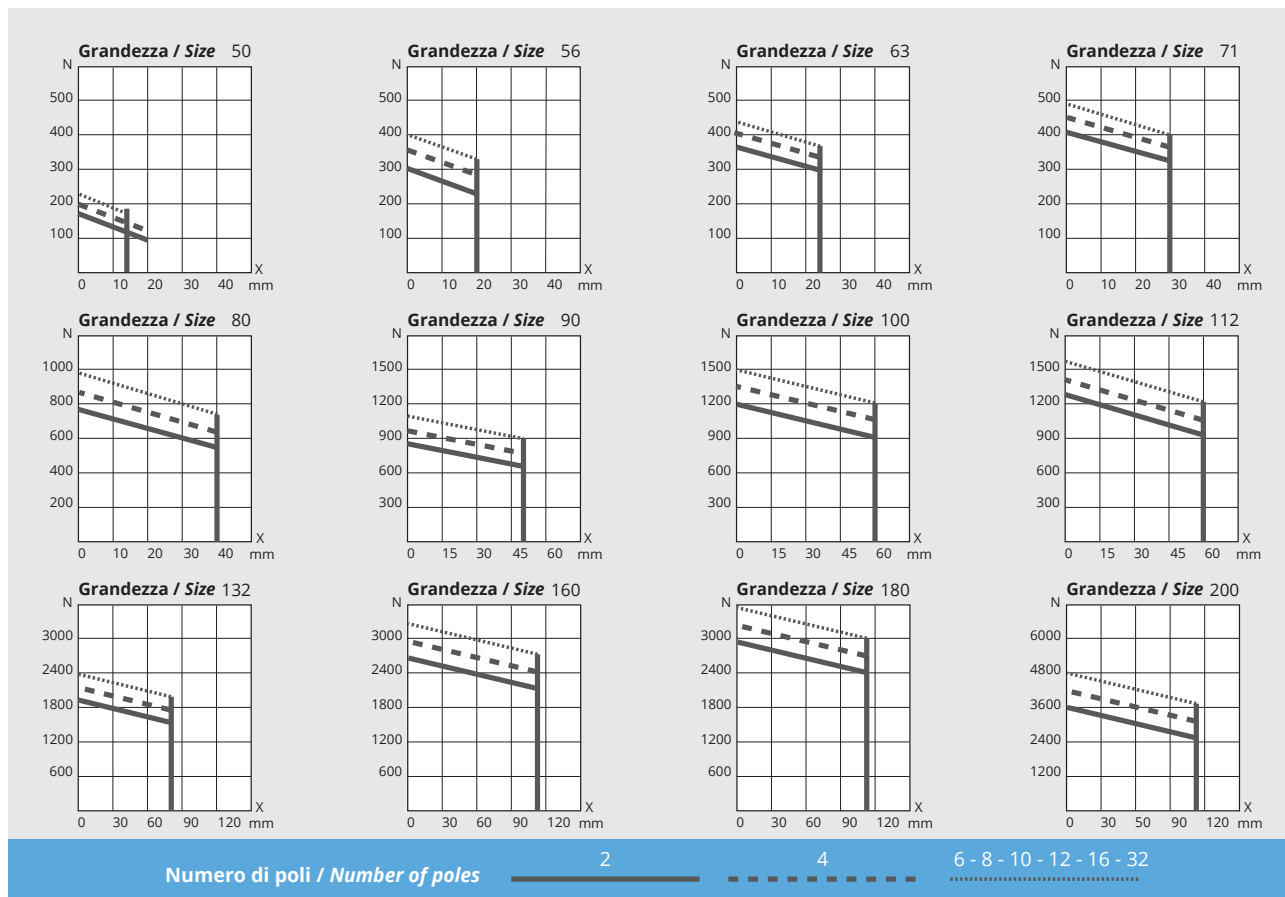 Grandezza / Size 50
N
500
400
300
200
100
X
0 10 20 30 40 mm
Grandezza / Size 56
N
500
400
300
200
100
X
0 10 20 30 40 mm
Grandezza / Size 63
N
500
400
300
200
100
X
0 10 20 30 40 mm
Grandezza / Size 71
N
500
400
300
200
100
X
0 10 20 30 40 mm
Grandezza / Size 80
N
1000
800
600
400
200
X
0 10 20 30 40 mm
Grandezza / Size 90
N
1500
1200
900
600
300
X
0 15 30 45 60 mm
Grandezza / Size 100
N
1500
1200
900
600
300
X
0 15 30 45 60 mm
Grandezza / Size 112
N
1500
1200
900
600
300
X
0 15 30 45 60 mm
Grandezza / Size 132
N
3000
2400
1800
1200
600
X
0 30 60 90 120 mm
Grandezza / Size 160
N
3000
2400
1800
1200
600
X
0 30 60 90 120 mm
Grandezza / Size 180
N
3000
2400
1800
1200
600
X
0 30 60 90 120 mm
Grandezza / Size 200
N
6000
4800
3600
2400
1200
X
0 30 50 90 120 mm
Numero di poli / Number of poles 2 4 6 - 8 - 10 - 12 - 16 - 32